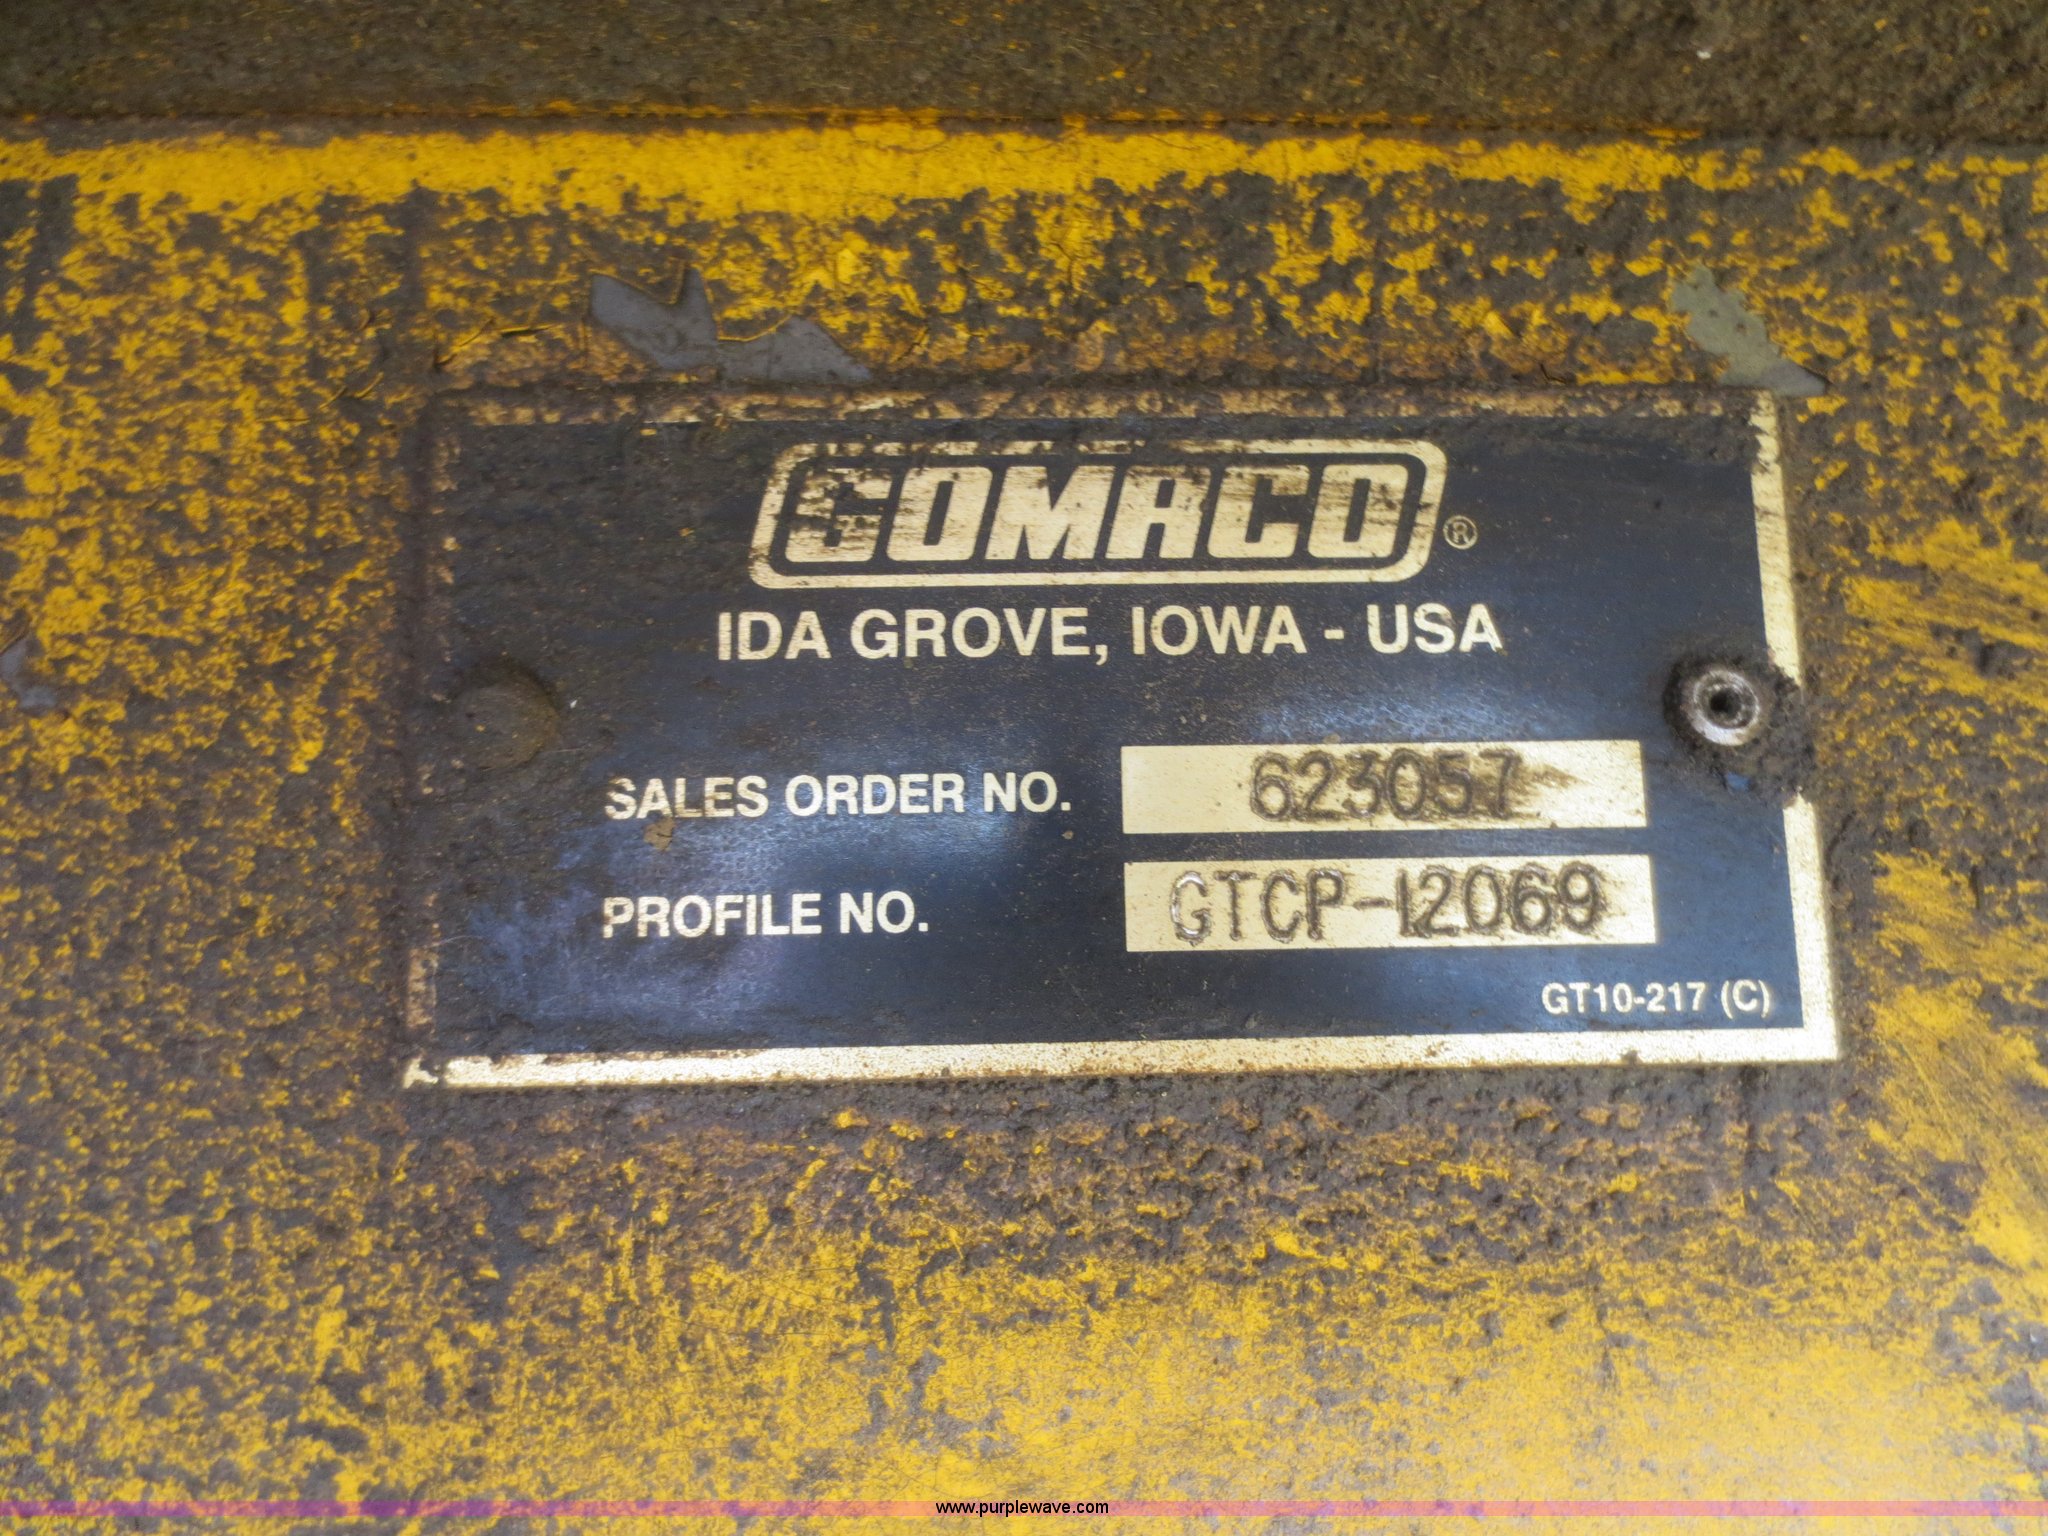 GOMACO®
IDA GROVE, IOWA - USA
SALES ORDER NO. 623057
PROFILE NO. GTCP-12069
GT10-217 (C)
www.purplewave.com